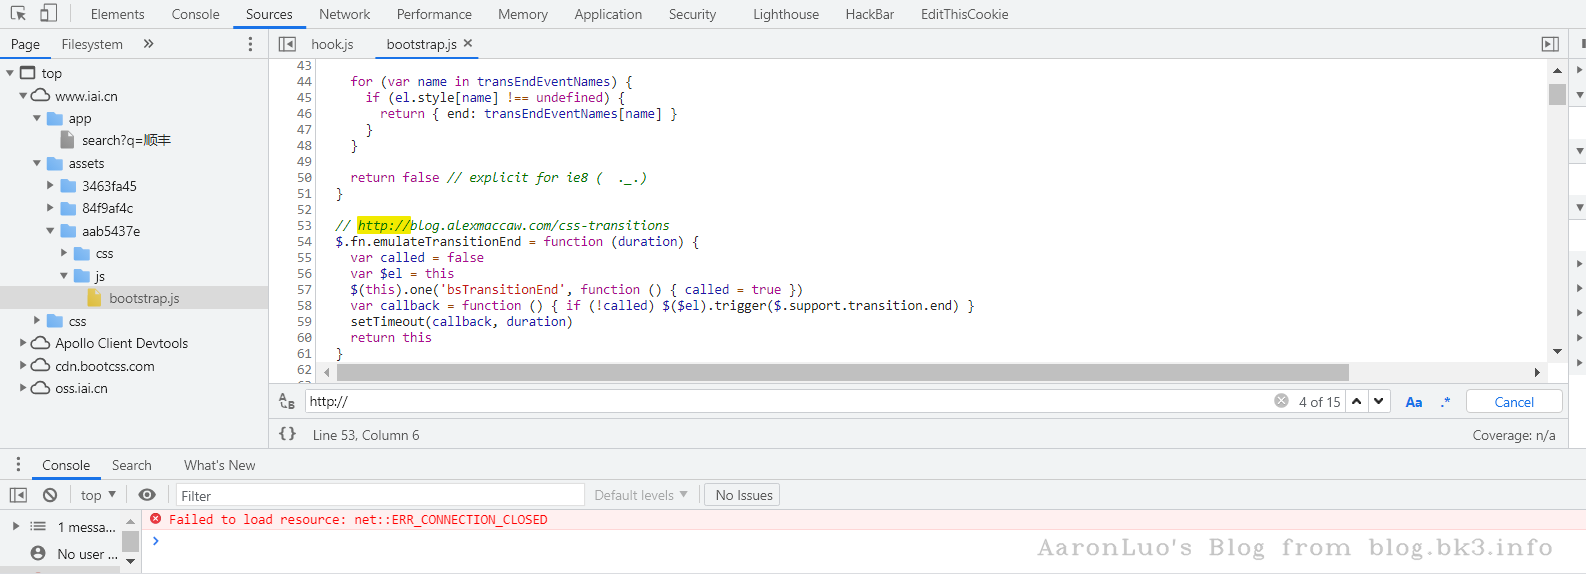 Elements Console Sources Network Performance Memory Application Security Lighthouse HackBar EditThisCookie
Page Filesystem » hook.js bootstrap.js ×
top
www.iai.cn
app
search?q=顺丰
assets
3463fa45
84f9af4c
aab5437e
css
js
bootstrap.js
css
Apollo Client Devtools
cdn.bootcss.com
oss.iai.cn
43
44 for (var name in transEndEventNames) {
45 if (el.style[name] !== undefined) {
46 return { end: transEndEventNames[name] }
47 }
48 }
49
50 return false // explicit for ie8 ( ._.)
51 }
52
53 // http://blog.alexmaccaw.com/css-transitions
54 $.fn.emulateTransitionEnd = function (duration) {
55 var called = false
56 var $el = this
57 $(this).one('bsTransitionEnd', function () { called = true })
58 var callback = function () { if (!called) $($el).trigger($.support.transition.end) }
59 setTimeout(callback, duration)
60 return this
61 }
62
http:// 4 of 15 Aa .* Cancel
{} Line 53, Column 6 Coverage: n/a
Console Search What's New
top Filter Default levels No Issues
1 messa...
No user ...
Failed to load resource: net::ERR_CONNECTION_CLOSED
AaronLuo's Blog from blog.bk3.info